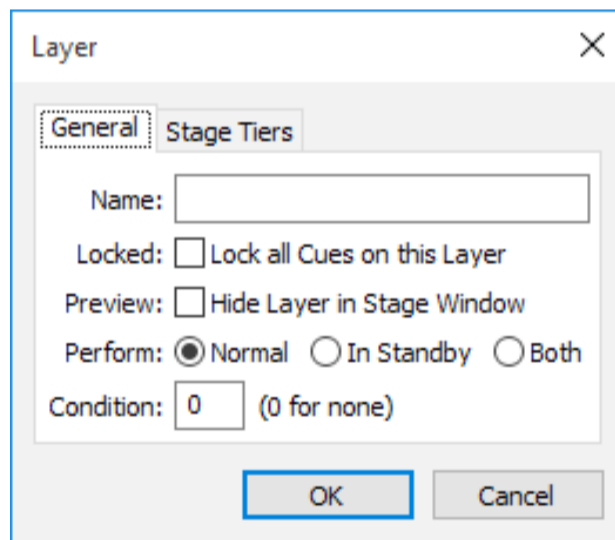 Layer
General Stage Tiers
Name:
Locked: Lock all Cues on this Layer
Preview: Hide Layer in Stage Window
Perform: Normal In Standby Both
Condition: 0 (0 for none)
OK Cancel